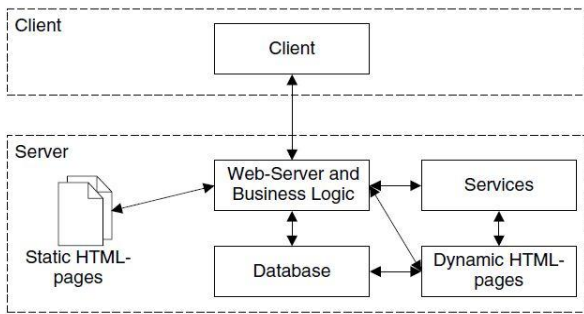 Client
Client
Server
Web-Server and
Business Logic
Services
Static HTML-
pages
Database
Dynamic HTML-
pages